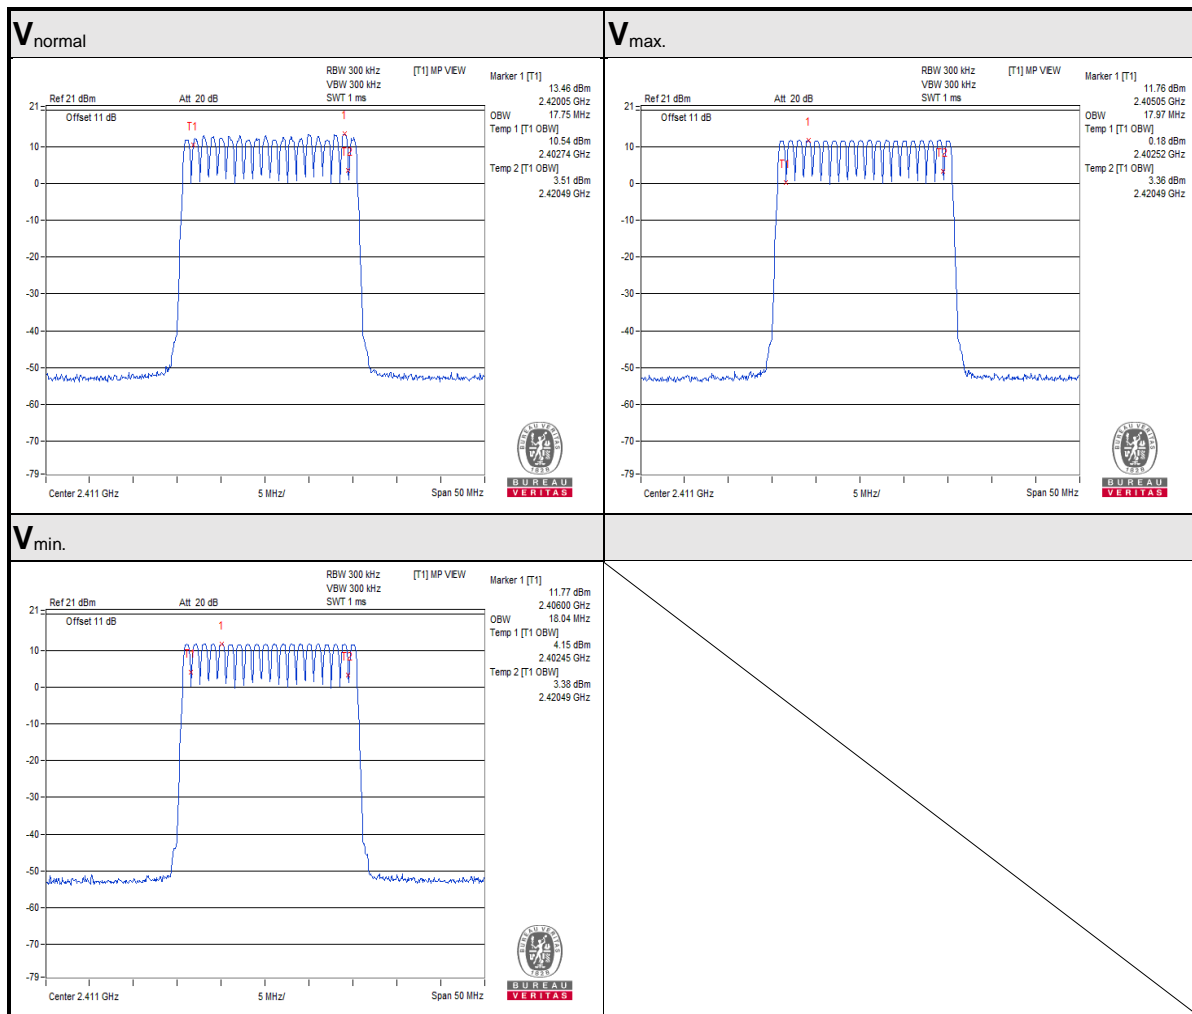 Vnormal
RBW 300 kHz [T1] MP VIEW
VBW 300 kHz
Ref 21 dBm Att 20 dB SWT 1 ms
Offset 11 dB
Marker 1 [T1]
13.46 dBm
2.42005 GHz
OBW 17.75 MHz
Temp 1 [T1 OBW]
10.54 dBm
2.40274 GHz
Temp 2 [T1 OBW]
3.51 dBm
2.42049 GHz
21
10
0
-10
-20
-30
-40
-50
-60
-70
-79
T1
1
T2
Center 2.411 GHz 5 MHz/ Span 50 MHz
BUREAU VERITAS
1828
BUREAU
VERITAS
Vmax.
RBW 300 kHz [T1] MP VIEW
VBW 300 kHz
Ref 21 dBm Att 20 dB SWT 1 ms
Offset 11 dB
Marker 1 [T1]
11.76 dBm
2.40505 GHz
OBW 17.97 MHz
Temp 1 [T1 OBW]
0.18 dBm
2.40252 GHz
Temp 2 [T1 OBW]
3.36 dBm
2.42049 GHz
21
10
0
-10
-20
-30
-40
-50
-60
-70
-79
1
T1
T2
Center 2.411 GHz 5 MHz/ Span 50 MHz
BUREAU VERITAS
1828
BUREAU
VERITAS
Vmin.
RBW 300 kHz [T1] MP VIEW
VBW 300 kHz
Ref 21 dBm Att 20 dB SWT 1 ms
Offset 11 dB
Marker 1 [T1]
11.77 dBm
2.40600 GHz
OBW 18.04 MHz
Temp 1 [T1 OBW]
4.15 dBm
2.40245 GHz
Temp 2 [T1 OBW]
3.38 dBm
2.42049 GHz
21
10
0
-10
-20
-30
-40
-50
-60
-70
-79
1
T1
T2
Center 2.411 GHz 5 MHz/ Span 50 MHz
BUREAU VERITAS
1828
BUREAU
VERITAS